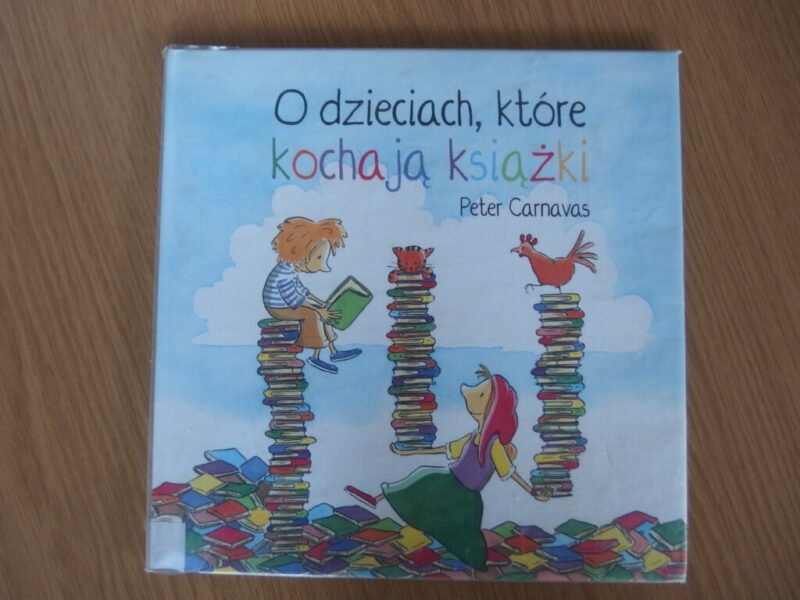 O dzieciach, które
kochają książki
Peter Carnavas